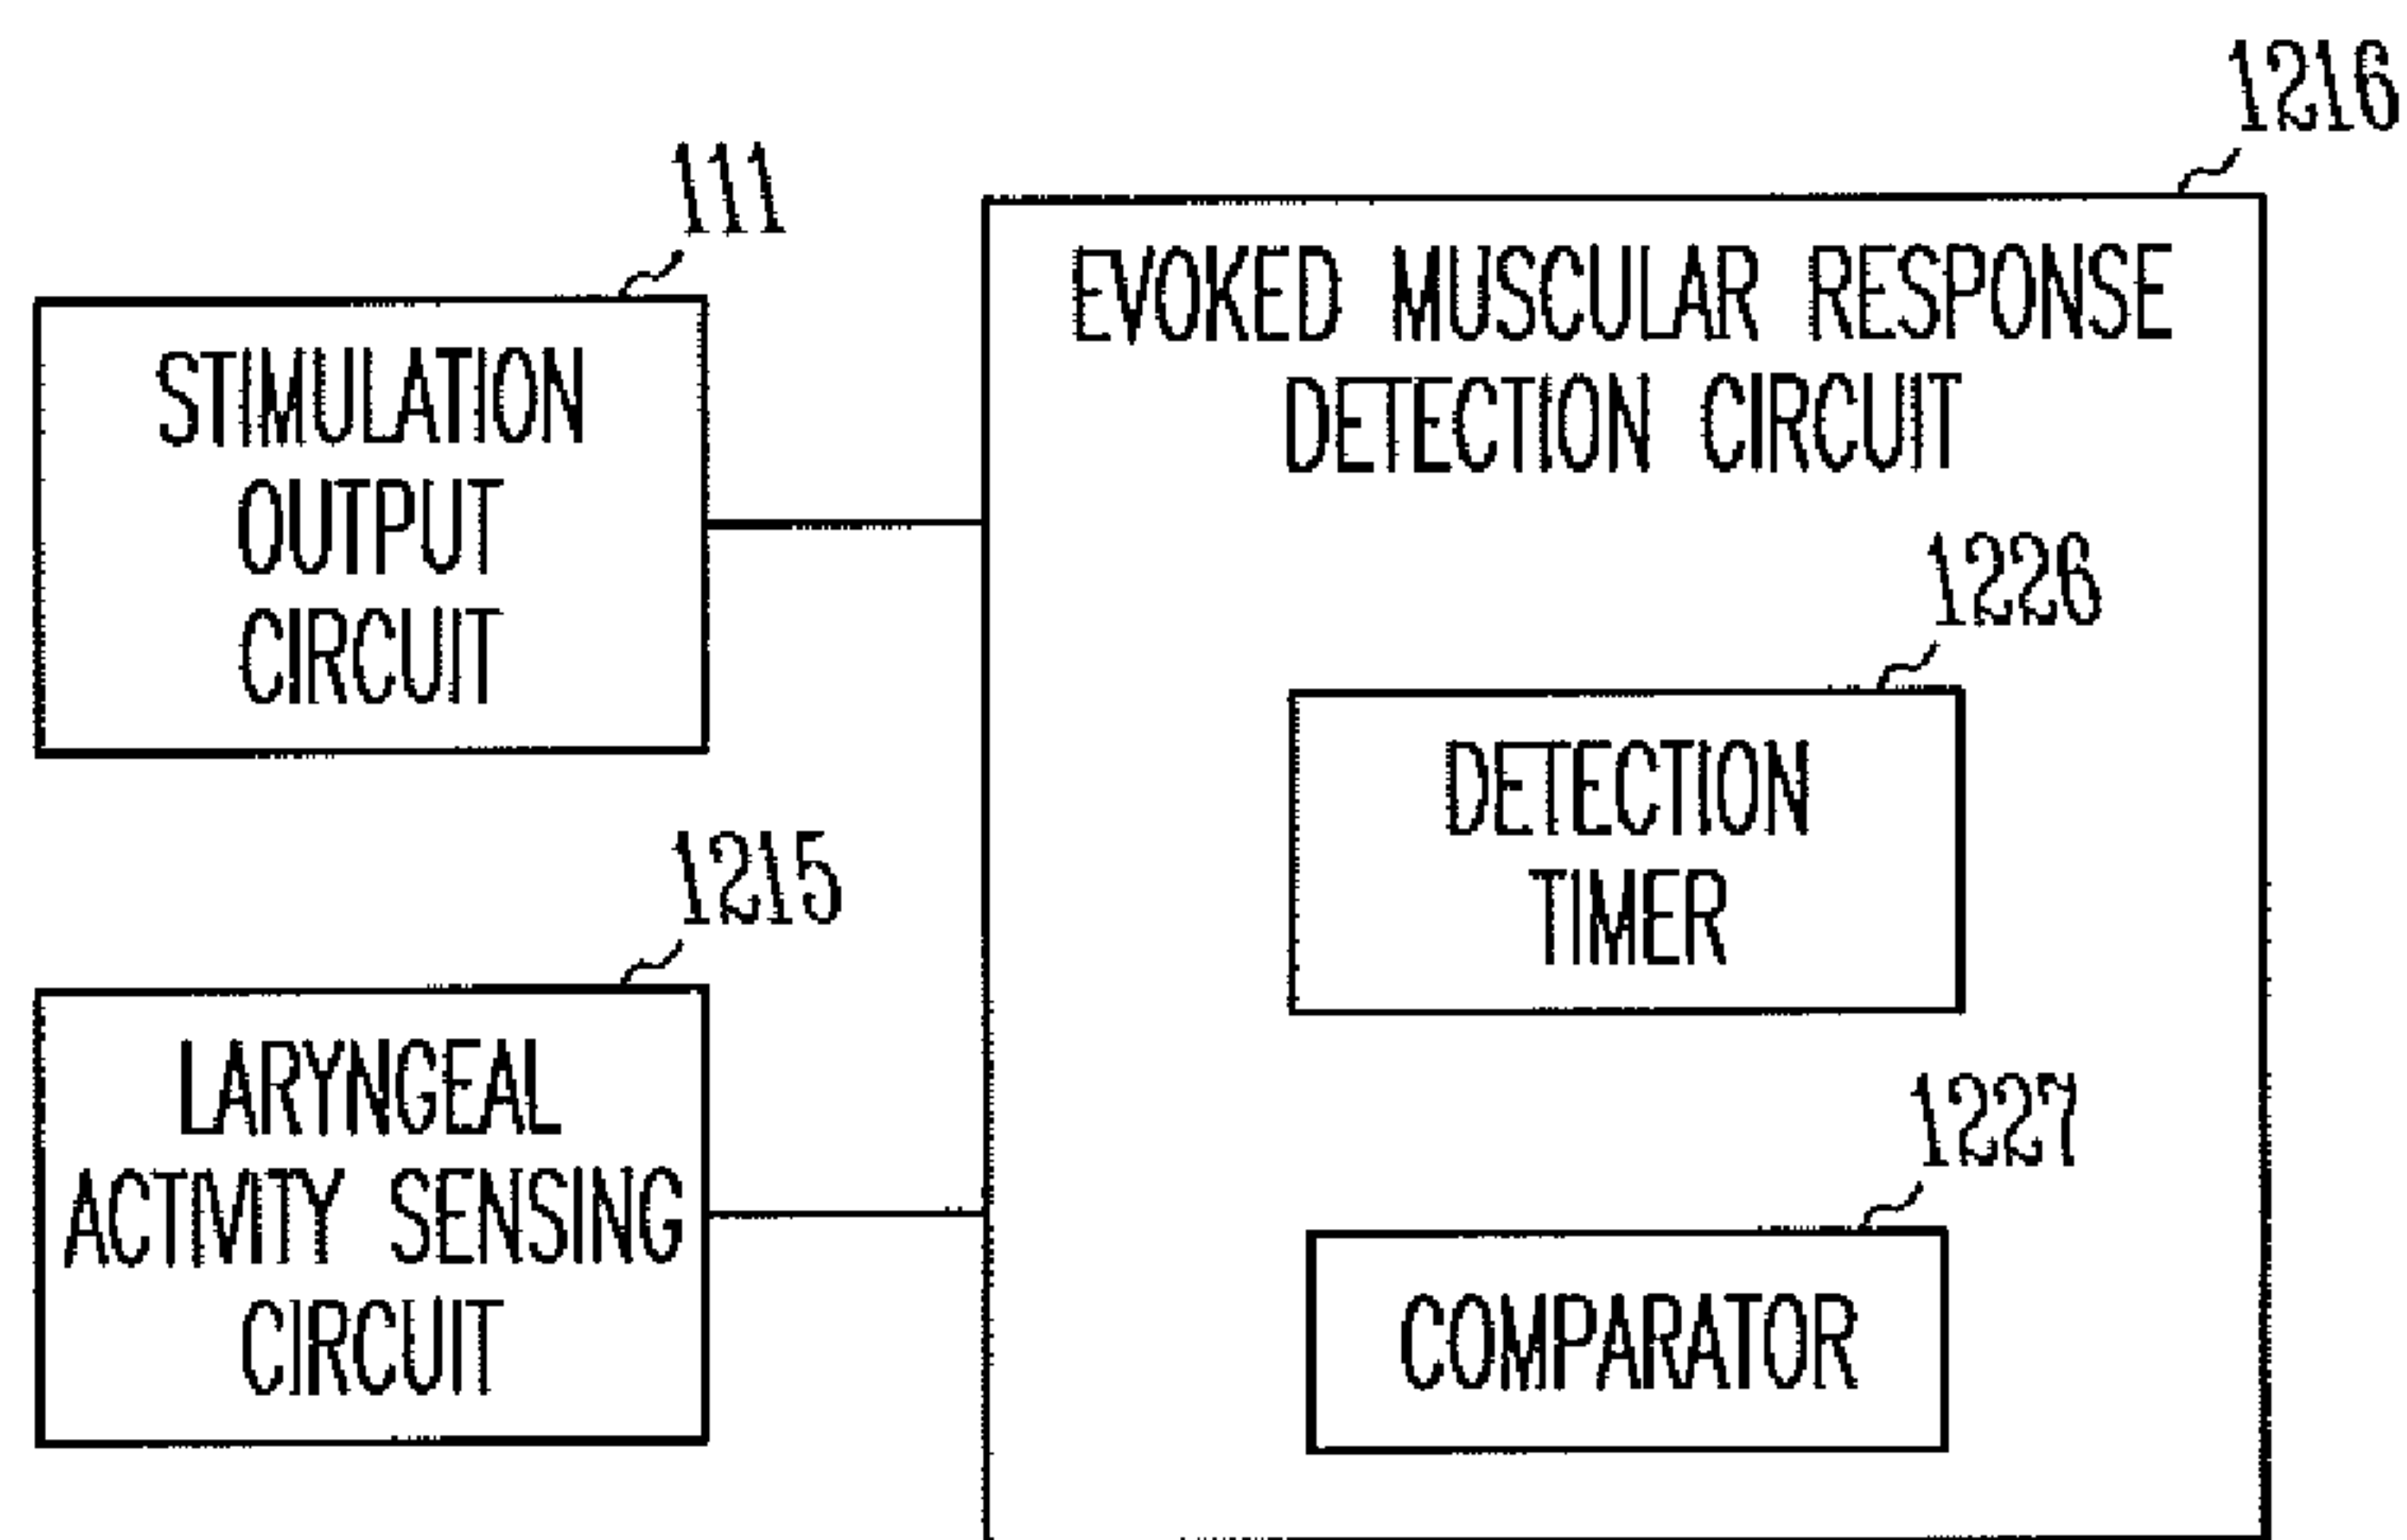 111
STIMULATION
OUTPUT
CIRCUIT
1215
LARYNGEAL
ACTIVITY SENSING
CIRCUIT
1216
EVOKED MUSCULAR RESPONSE
DETECTION CIRCUIT
1226
DETECTION
TIMER
1227
COMPARATOR